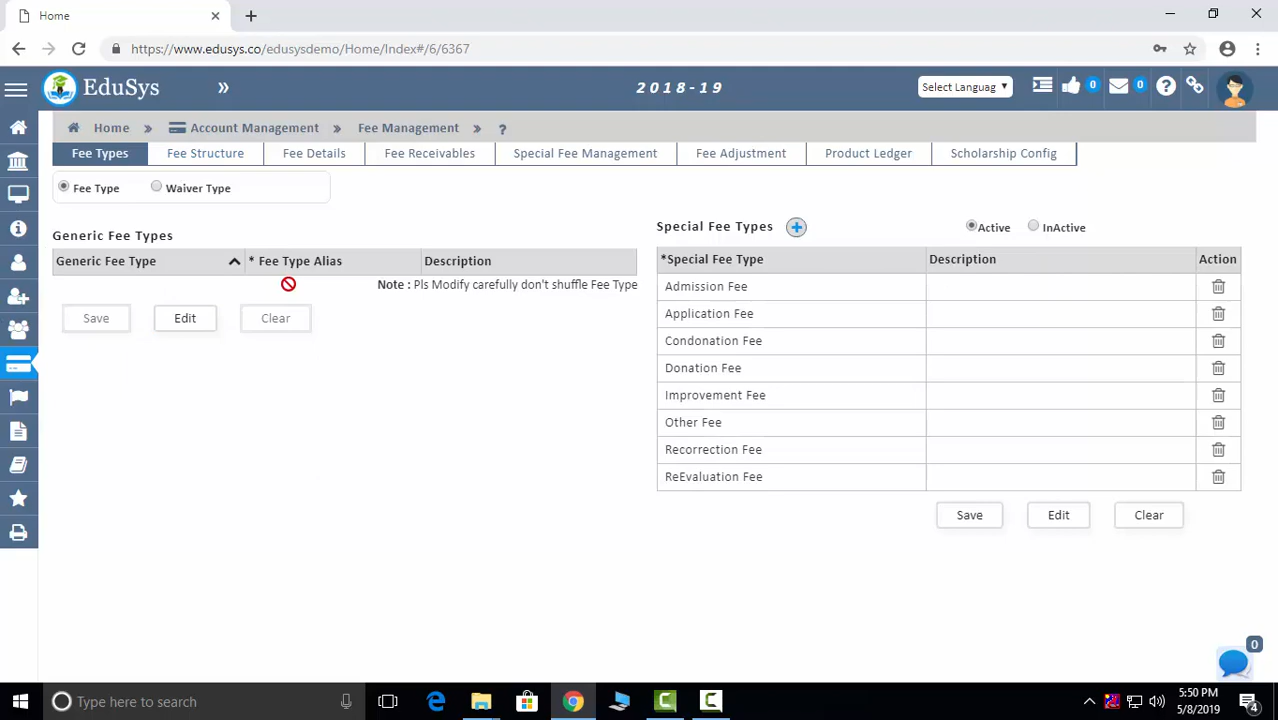 Home
https://www.edusys.co/edusysdemo/Home/Index#/6/6367
EduSys
»
2018-19
Select Languag
0
0
Home » Account Management » Fee Management » ?
Fee Types
Fee Structure
Fee Details
Fee Receivables
Special Fee Management
Fee Adjustment
Product Ledger
Scholarship Config
Fee Type
Waiver Type
Generic Fee Types
Generic Fee Type
* Fee Type Alias
Description
Note : Pls Modify carefully don't shuffle Fee Type
Save
Edit
Clear
Special Fee Types
Active
InActive
*Special Fee Type
Description
Action
Admission Fee
Application Fee
Condonation Fee
Donation Fee
Improvement Fee
Other Fee
Recorrection Fee
ReEvaluation Fee
Save
Edit
Clear
0
Type here to search
5:50 PM
5/8/2019
4